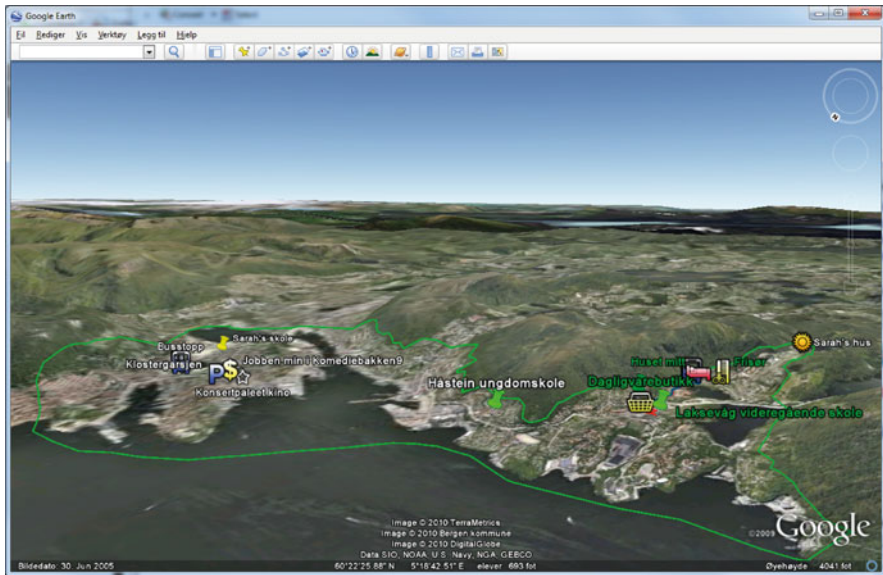 Google Earth
Fil Rediger Vis Verktøy Legg til Hjelp
N
Busstopp
Sarah's skole
Klostergarsjen
Jobben min i Komediebakken9
P$
Konsertpaleet kino
Håstein ungdomskole
Huset mitt
Frisør
Sarah's hus
Dagligvarebutikk
Laksevåg videregående skole
Image © 2010 TerraMetrics
Image © 2010 Bergen kommune
Image © 2010 DigitalGlobe
Data SIO, NOAA, U.S. Navy, NGA, GEBCO
©2009 Google
Bildedato: 30. Jun 2005
60°22'25.88" N 5°18'42.51" E elever 693 fot
Øyehøyde 4041 fot